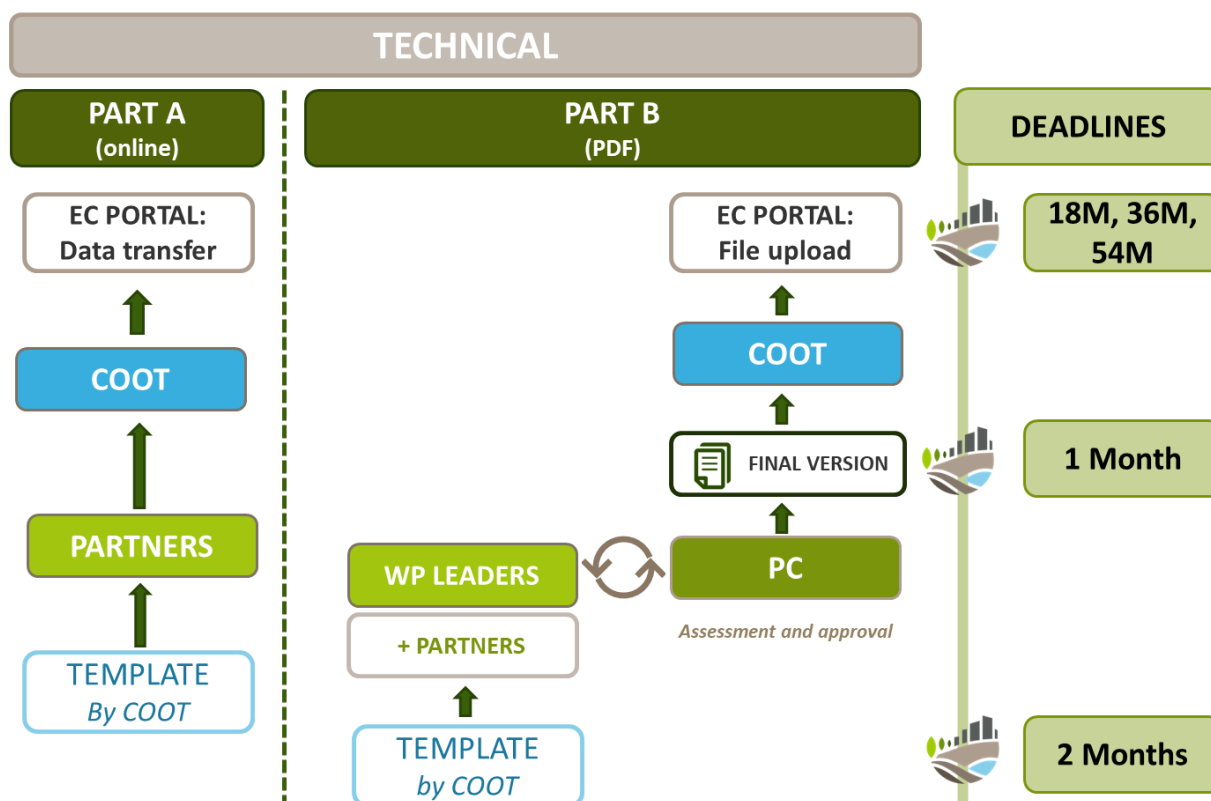 TECHNICAL
PART A
(online)
EC PORTAL:
Data transfer
COOT
PARTNERS
TEMPLATE
By COOT
PART B
(PDF)
EC PORTAL:
File upload
COOT
FINAL VERSION
WP LEADERS
PC
+ PARTNERS
Assessment and approval
TEMPLATE
by COOT
DEADLINES
18M, 36M,
54M
1 Month
2 Months